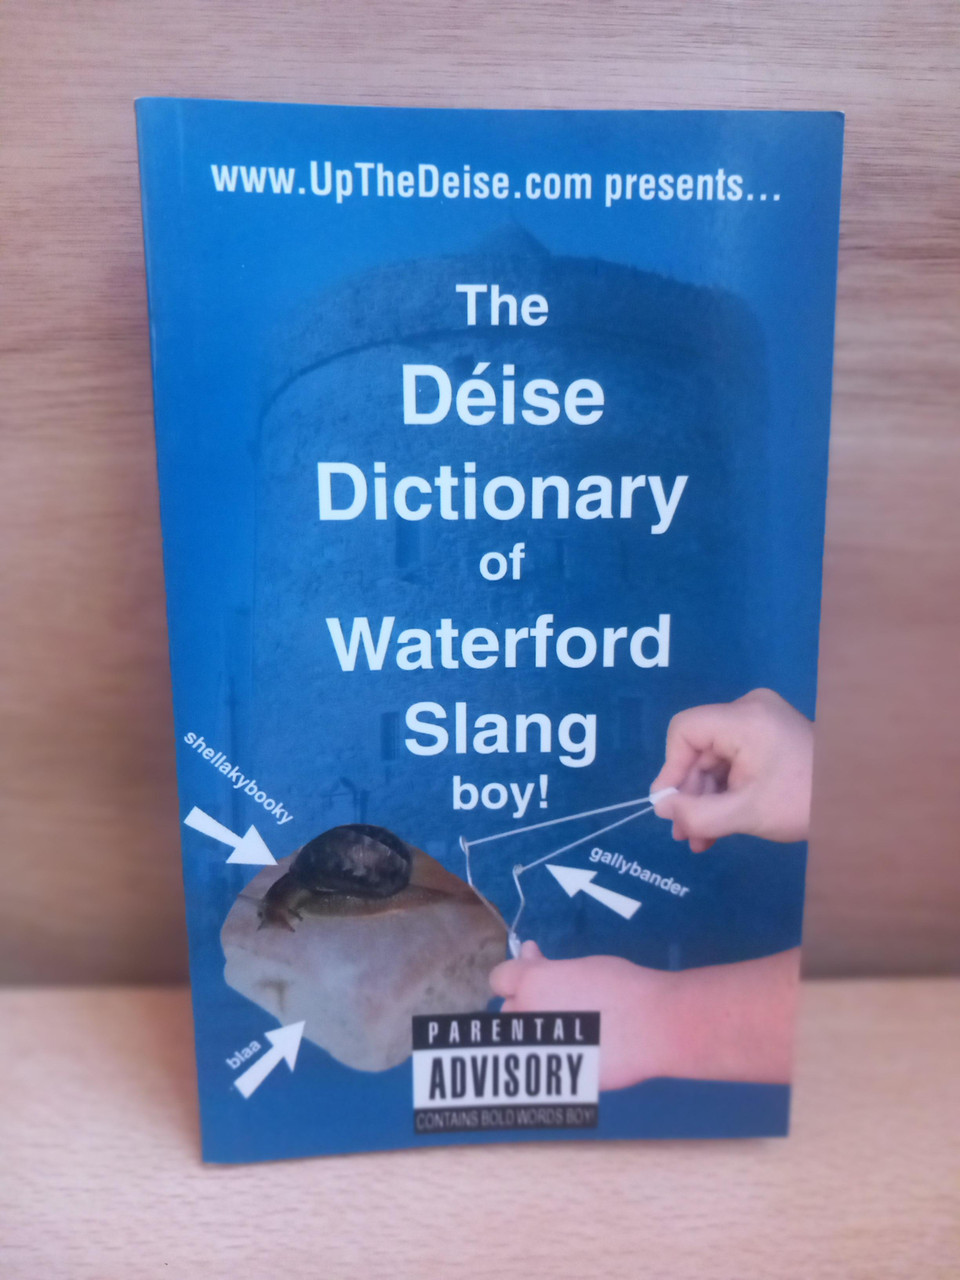 www.UpTheDeise.com presents...
The
Déise
Dictionary
of
Waterford
Slang
boy!
shellakybooky
gallybander
blaa
PARENTAL
ADVISORY
CONTAINS BOLD WORDS BOY!